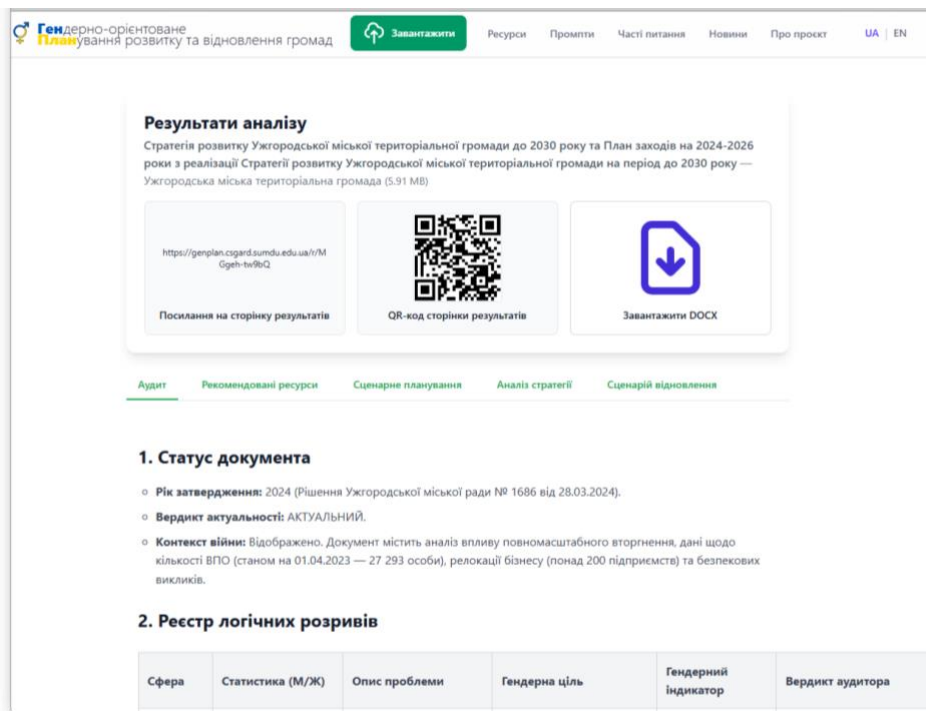 Гендерно-орієнтоване
Планування розвитку та відновлення громад
Завантажити
Ресурси
Промпти
Часті питання
Новини
Про проєкт
UA | EN
Результати аналізу
Стратегія розвитку Ужгородської міської територіальної громади до 2030 року та План заходів на 2024-2026
роки з реалізації Стратегії розвитку Ужгородської міської територіальної громади на період до 2030 року —
Ужгородська міська територіальна громада (5.91 MB)
https://genplan.csgard.sumdu.edu.ua/r/M
Ggeh-tw9bQ
Посилання на сторінку результатів
QR-код сторінки результатів
Завантажити DOCX
Аудит
Рекомендовані ресурси
Сценарне планування
Аналіз стратегії
Сценарій відновлення
1. Статус документа
Рік затвердження: 2024 (Рішення Ужгородської міської ради № 1686 від 28.03.2024).
Вердикт актуальності: АКТУАЛЬНИЙ.
Контекст війни: Відображено. Документ містить аналіз впливу повномасштабного вторгнення, дані щодо
кількості ВПО (станом на 01.04.2023 — 27 293 особи), релокації бізнесу (понад 200 підприємств) та безпекових
викликів.
2. Реєстр логічних розривів
Сфера
Статистика (М/Ж)
Опис проблеми
Гендерна ціль
Гендерний
індикатор
Вердикт аудитора